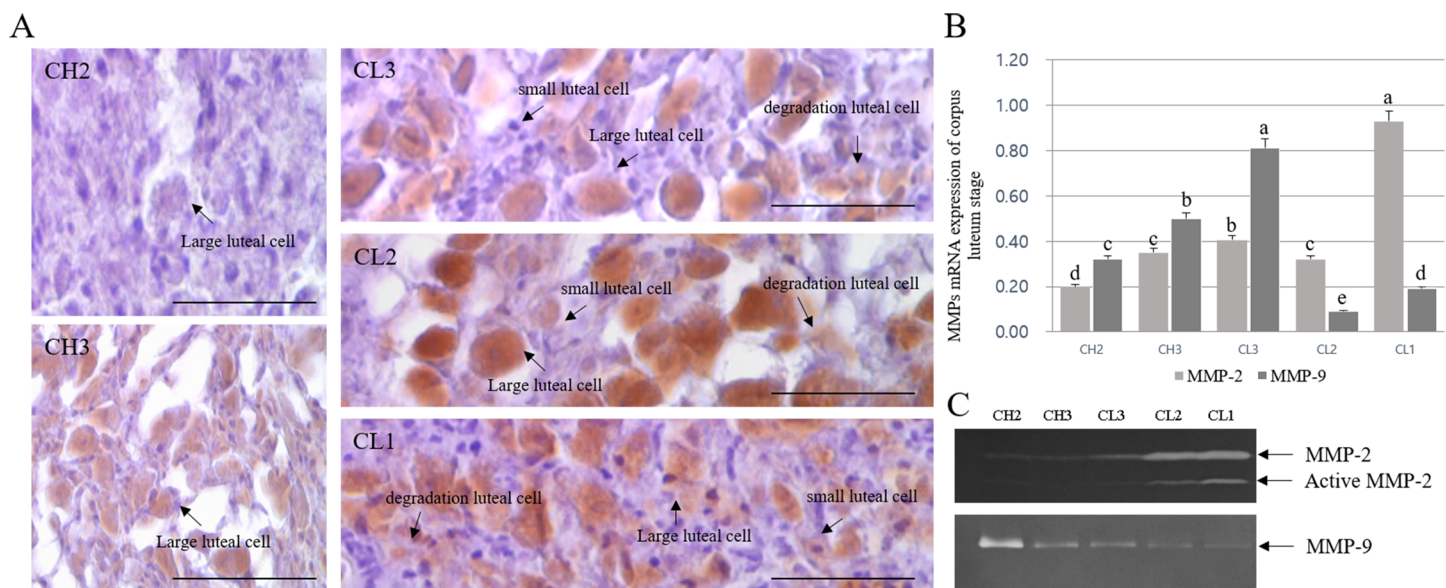 A
CH2
Large luteal cell
CH3
Large luteal cell
CL3
small luteal cell
Large luteal cell
degradation luteal cell
CL2
small luteal cell
degradation luteal cell
Large luteal cell
CL1
degradation luteal cell
Large luteal cell
small luteal cell
B
MMPs mRNA expression of corpus
luteum stage
1.20
1.00
0.80
0.60
0.40
0.20
0.00
d c c b b a c e a d
CH2 CH3 CL3 CL2 CL1
MMP-2 MMP-9
C
CH2 CH3 CL3 CL2 CL1
MMP-2
Active MMP-2
MMP-9